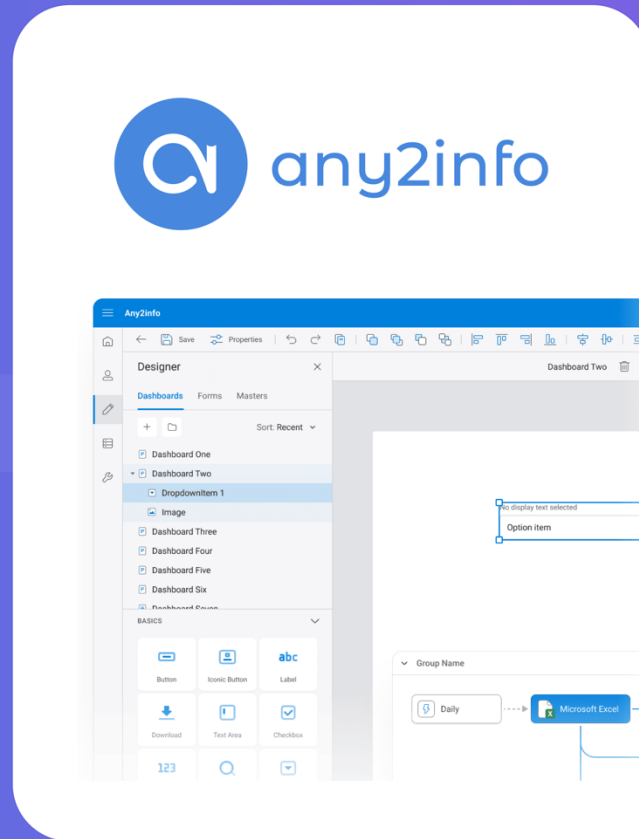 any2info
Any2info
Save
Properties
Designer
Dashboard Two
Dashboards Forms Masters
Sort: Recent
Dashboard One
Dashboard Two
DropdownItem 1
Image
Dashboard Three
Dashboard Four
Dashboard Five
Dashboard Six
Dashboard Seven
BASICS
No display text selected
Option item
abc
Button Iconic Button Label
Download Text Area Checkbox
123
Group Name
Daily
Microsoft Excel